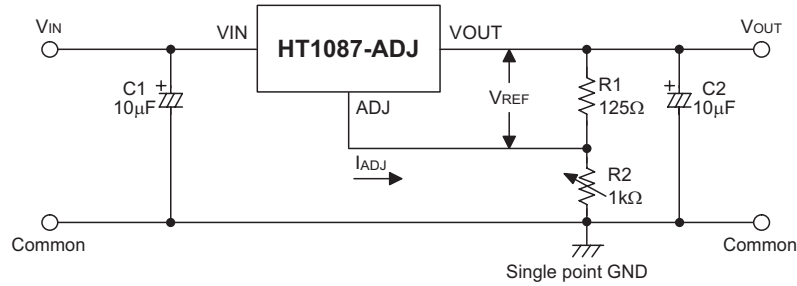 VIN
VIN
HT1087-ADJ
VOUT
VOUT
C1
10μF
ADJ
VREF
R1
125Ω
C2
10μF
IADJ
R2
1kΩ
Common
Common
Single point GND